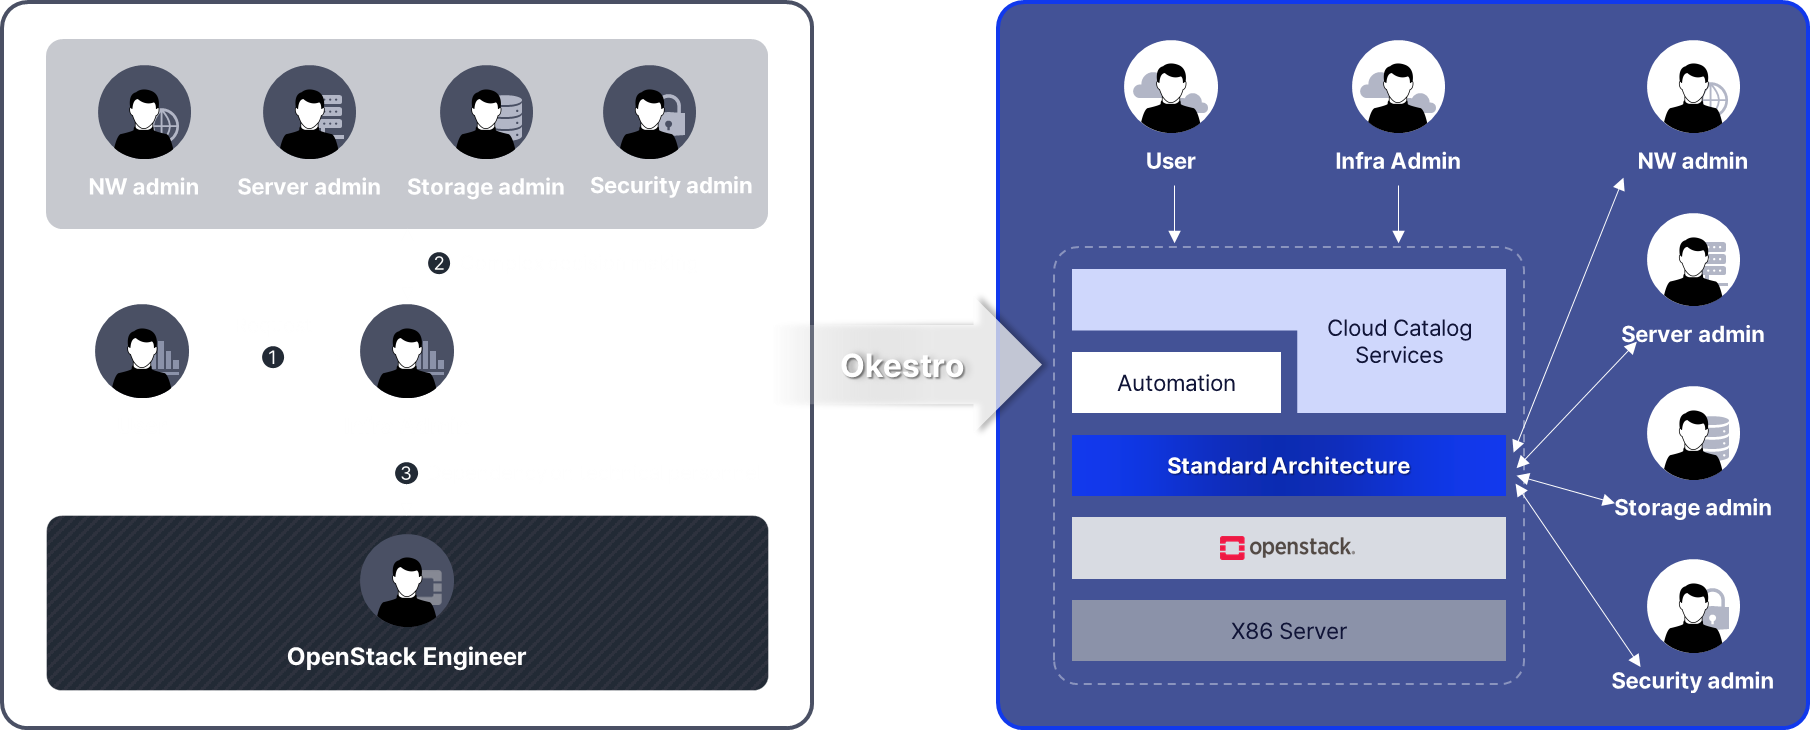 NW admin
Server admin
Storage admin
Security admin
2
1
3
OpenStack Engineer
Okestro
User
Infra Admin
NW admin
Server admin
Storage admin
Security admin
Cloud Catalog
Services
Automation
Standard Architecture
openstack.
X86 Server